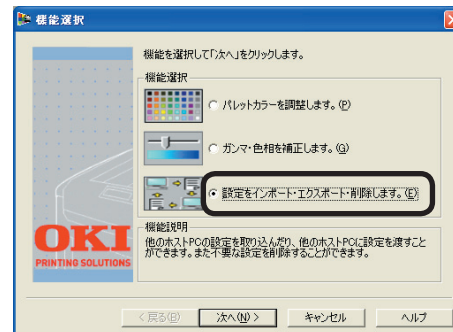 機能選択
機能を選択して「次へ」をクリックします。
機能選択
パレットカラーを調整します。(P)
ガンマ・色相を補正します。(G)
設定をインポート・エクスポート・削除します。(E)
機能説明
他のホストPCの設定を取り込んだり、他のホストPCに設定を渡すこと
ができます。また不要な設定を削除することができます。
OKI
PRINTING SOLUTIONS
< 戻る(B)
次へ(N) >
キャンセル
ヘルプ